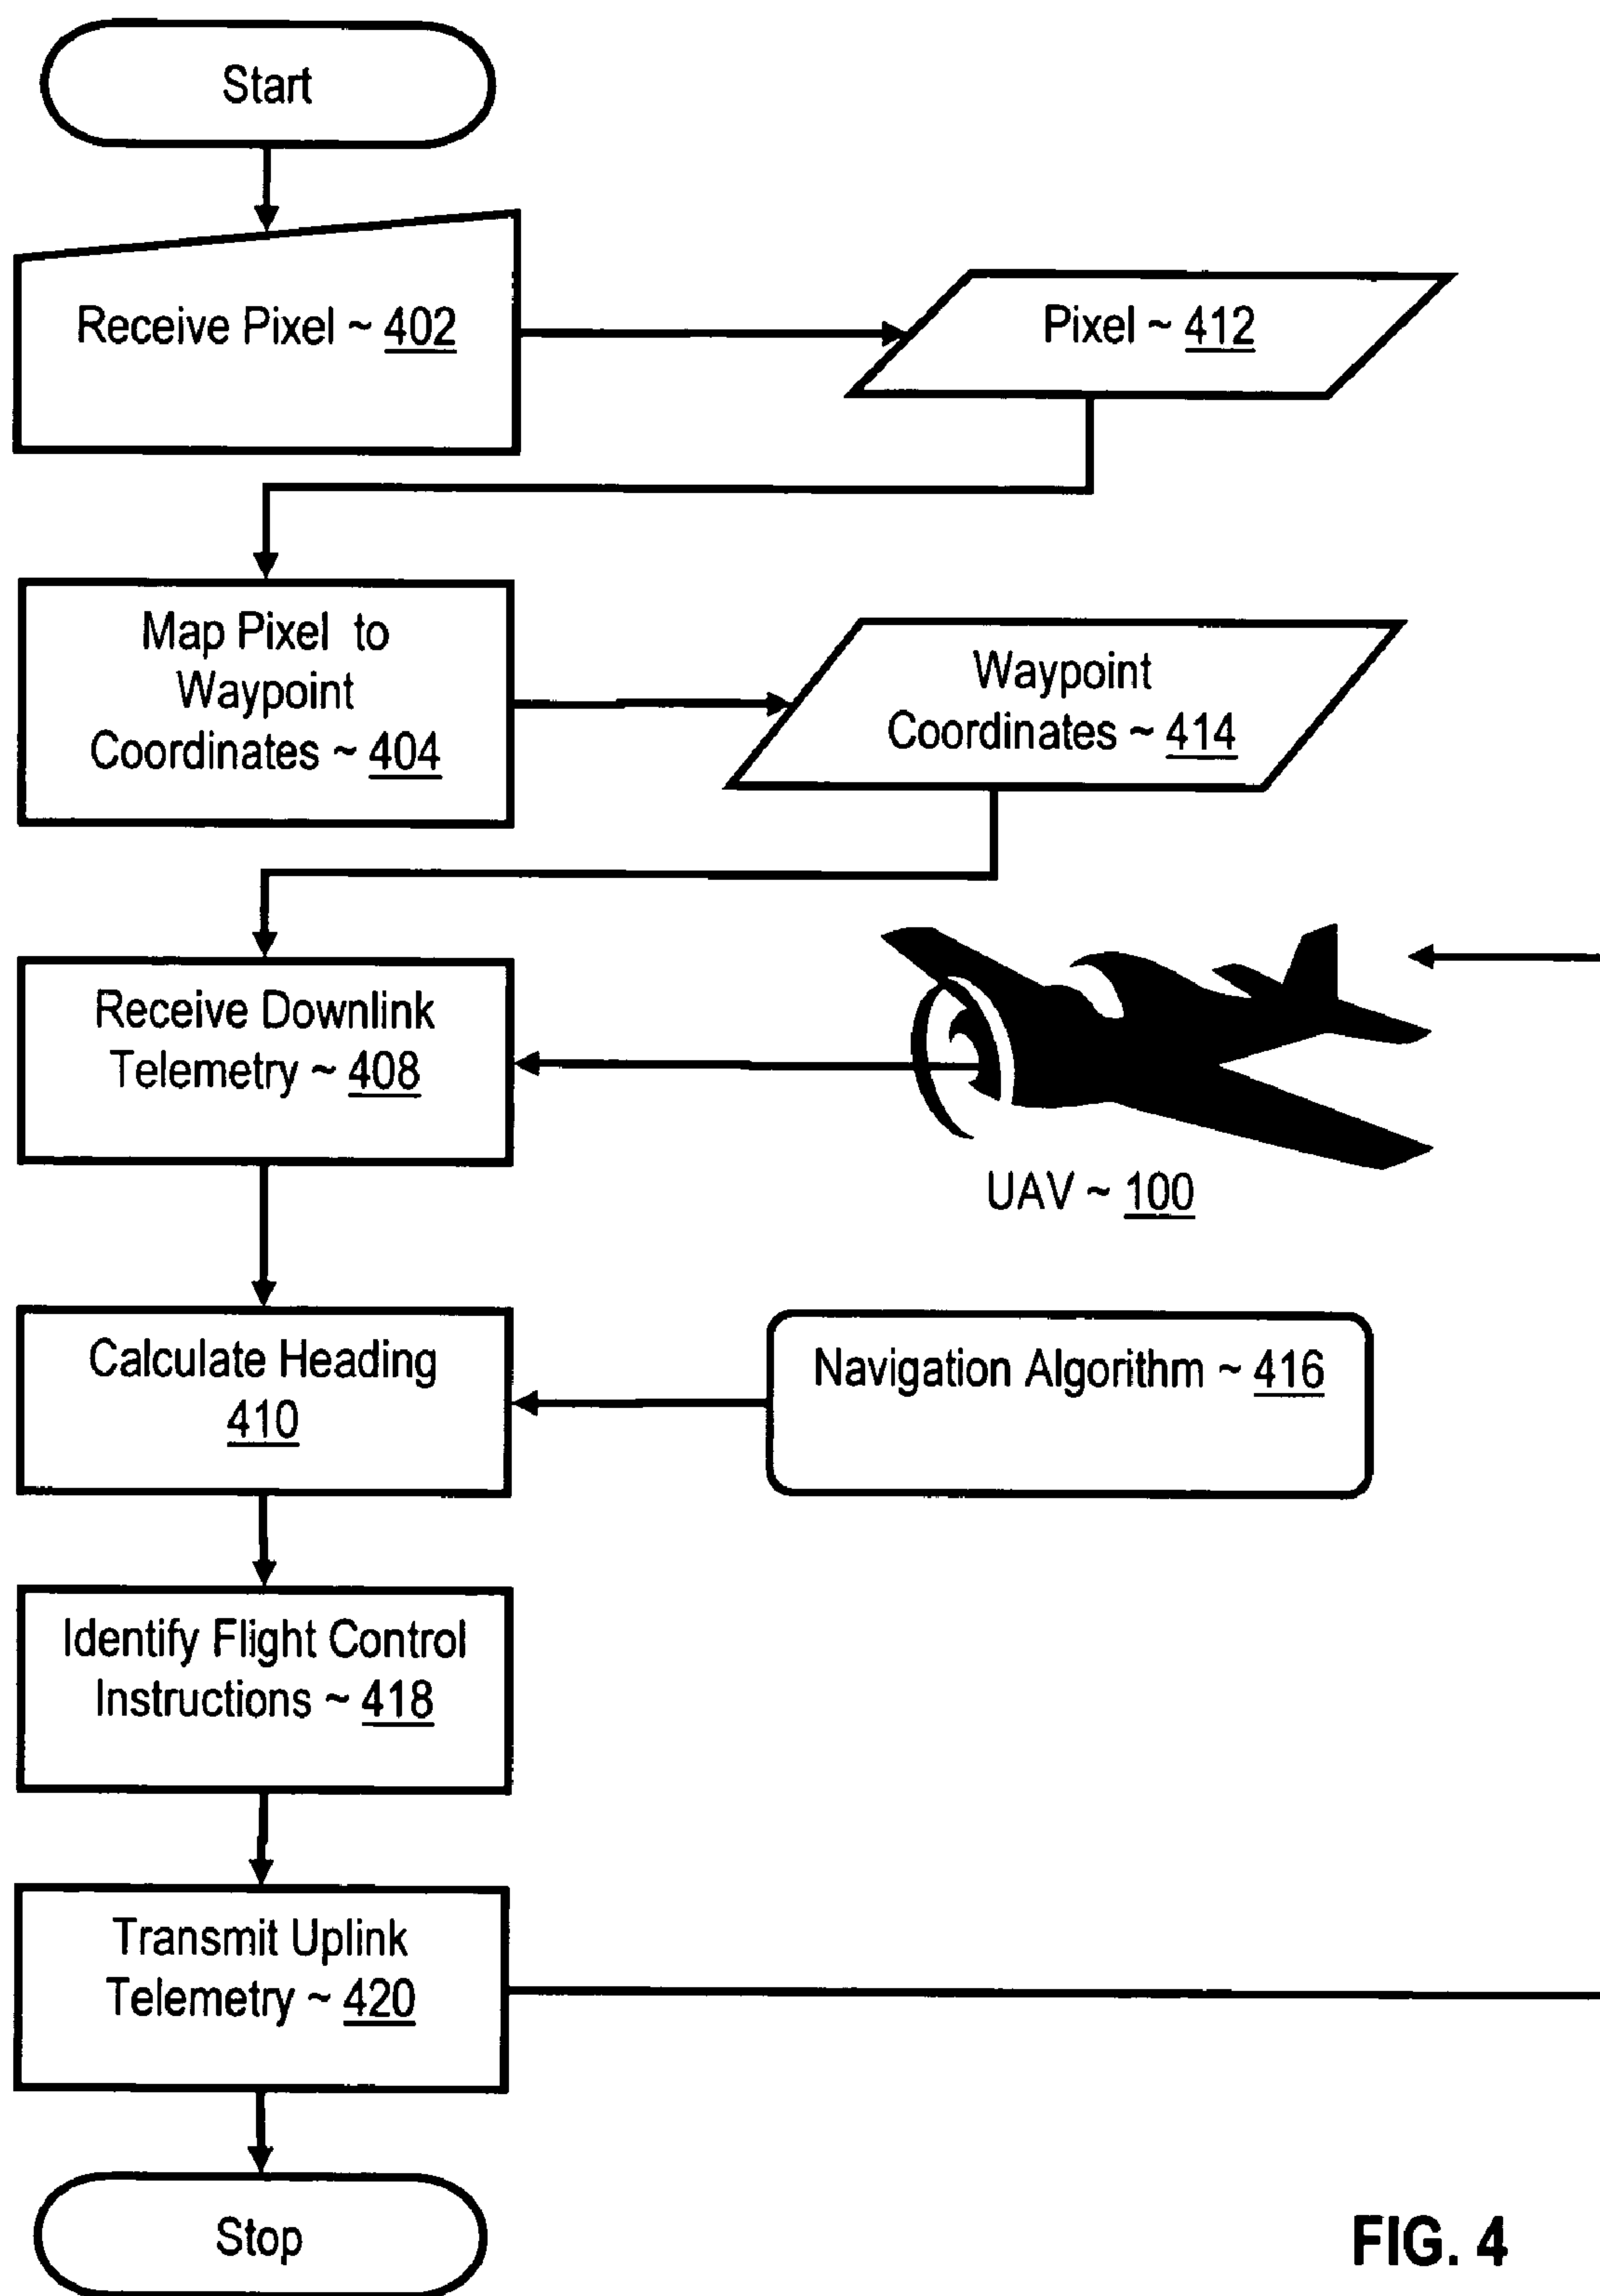 Start
Receive Pixel ~ 402
Pixel ~ 412
Map Pixel to
Waypoint
Coordinates ~ 404
Waypoint
Coordinates ~ 414
Receive Downlink
Telemetry ~ 408
UAV ~ 100
Calculate Heading
410
Navigation Algorithm ~ 416
Identify Flight Control
Instructions ~ 418
Transmit Uplink
Telemetry ~ 420
Stop
FIG. 4